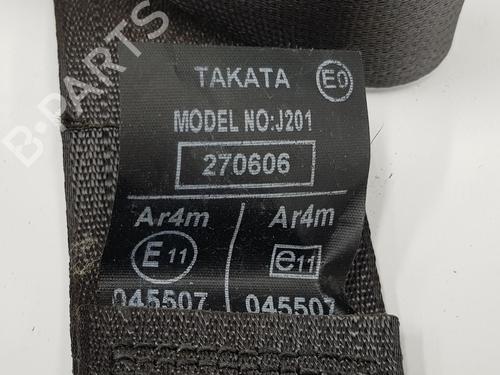 TAKATA E0
MODEL NO:J201
270606
Ar4m Ar4m
E11 e11
045507 045507
B-PARTS